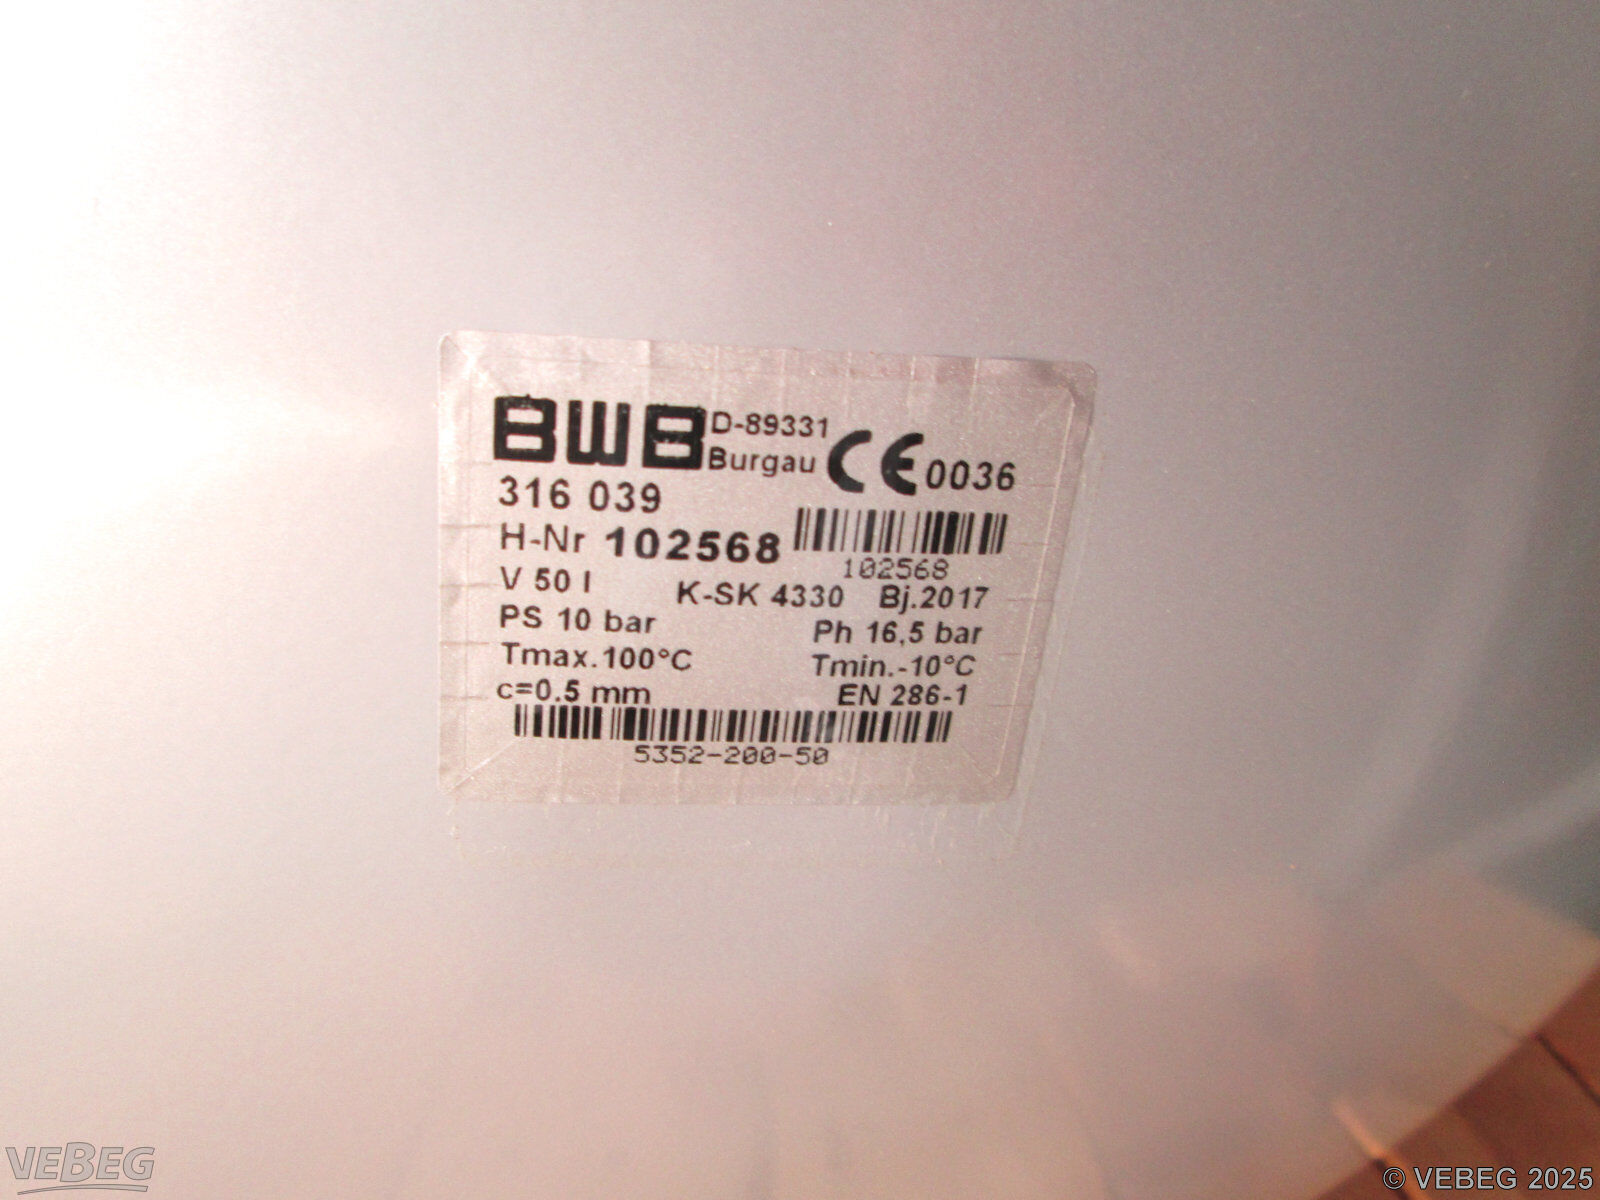 BWB D-89331
Burgau CE 0036
316 039
H-Nr 102568
102568
V 50 l K-SK 4330 Bj.2017
PS 10 bar Ph 16,5 bar
Tmax.100°C Tmin.-10°C
c=0.5 mm EN 286-1
5352-200-50
VEBEG
© VEBEG 2025